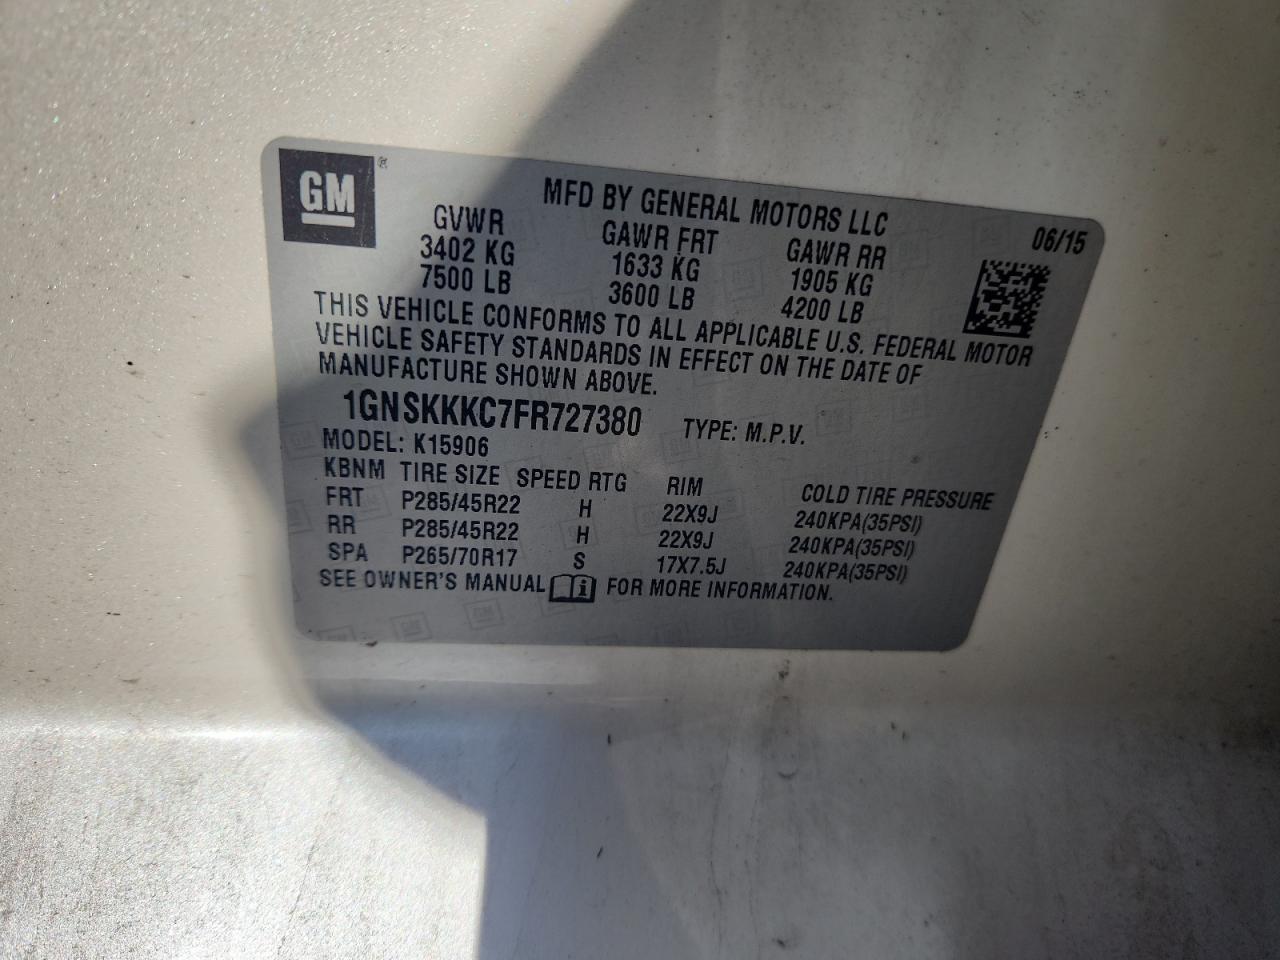 GM ®
MFD BY GENERAL MOTORS LLC
06/15
GVWR GAWR FRT GAWR RR
3402 KG 1633 KG 1905 KG
7500 LB 3600 LB 4200 LB
THIS VEHICLE CONFORMS TO ALL APPLICABLE U.S. FEDERAL MOTOR
VEHICLE SAFETY STANDARDS IN EFFECT ON THE DATE OF
MANUFACTURE SHOWN ABOVE.
1GNSKKKC7FR727380 TYPE: M.P.V.
MODEL: K15906
KBNM TIRE SIZE SPEED RTG RIM COLD TIRE PRESSURE
FRT P285/45R22 H 22X9J 240KPA(35PSI)
RR P285/45R22 H 22X9J 240KPA(35PSI)
SPA P265/70R17 S 17X7.5J 240KPA(35PSI)
SEE OWNER'S MANUAL i FOR MORE INFORMATION.